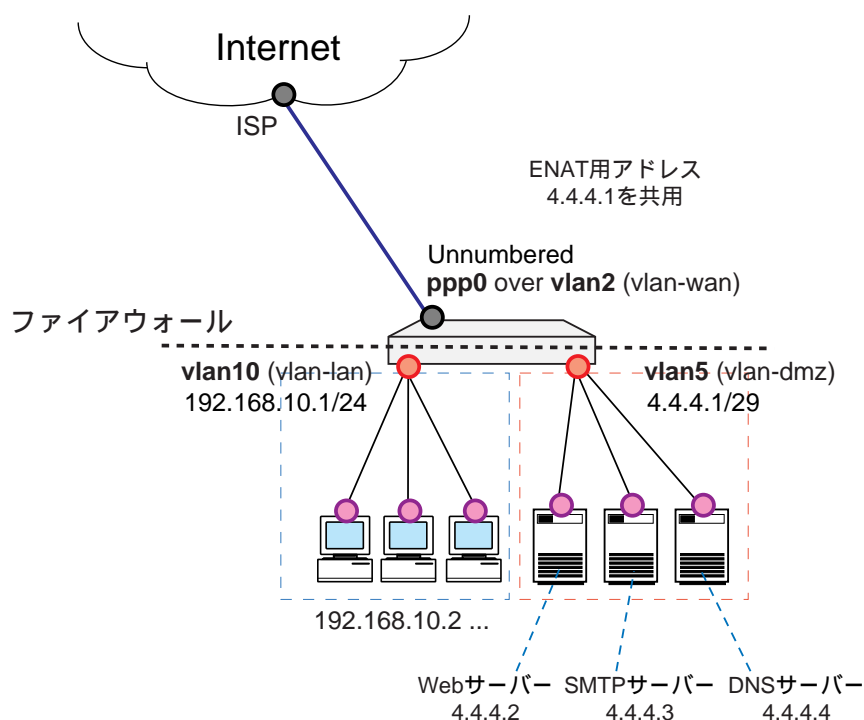 Internet
ISP
ENAT用アドレス
4.4.4.1を共用
Unnumbered
ppp0 over vlan2 (vlan-wan)
ファイアウォール
vlan10 (vlan-lan)
192.168.10.1/24
vlan5 (vlan-dmz)
4.4.4.1/29
192.168.10.2 ...
Webサーバー
4.4.4.2
SMTPサーバー
4.4.4.3
DNSサーバー
4.4.4.4